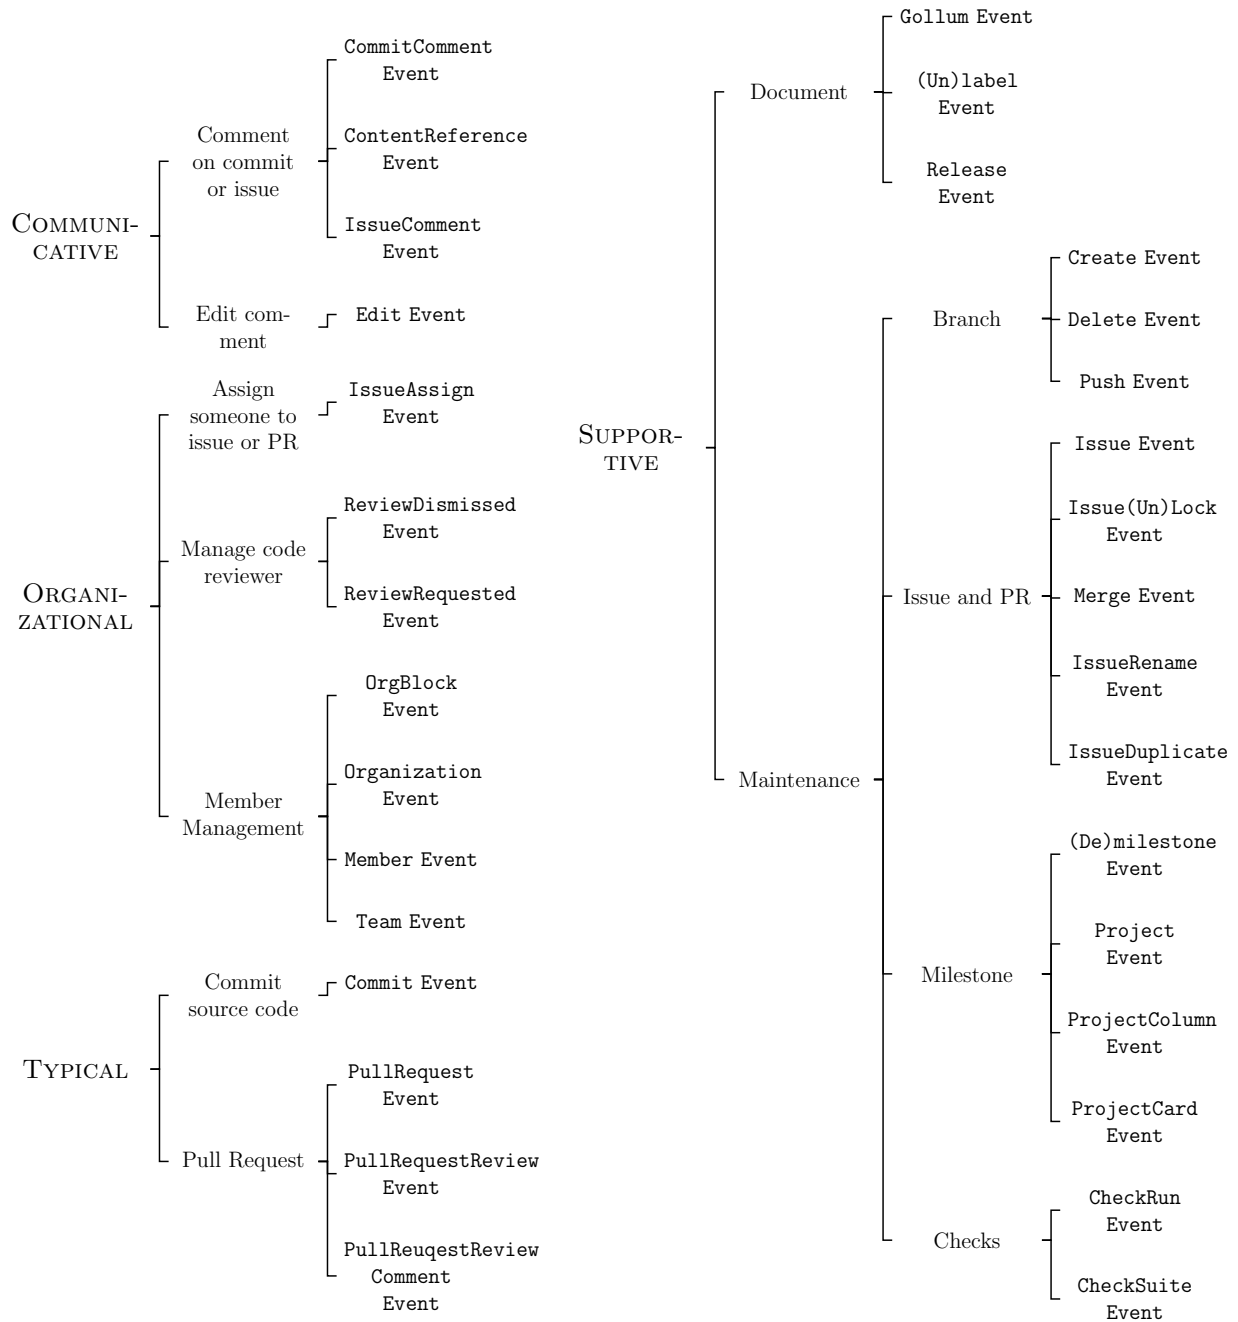 COMMUNI-
CATIVE
Comment
on commit
or issue
CommitComment
Event
ContentReference
Event
IssueComment
Event
Edit com-
ment
Edit Event
ORGANI-
ZATIONAL
Assign
someone to
issue or PR
IssueAssign
Event
Manage code
reviewer
ReviewDismissed
Event
ReviewRequested
Event
Member
Management
OrgBlock
Event
Organization
Event
Member Event
Team Event
TYPICAL
Commit
source code
Commit Event
Pull Request
PullRequest
Event
PullRequestReview
Event
PullReuqestReview
Comment
Event
SUPPOR-
TIVE
Document
Gollum Event
(Un)label
Event
Release
Event
Maintenance
Branch
Create Event
Delete Event
Push Event
Issue and PR
Issue Event
Issue(Un)Lock
Event
Merge Event
IssueRename
Event
IssueDuplicate
Event
Milestone
(De)milestone
Event
Project
Event
ProjectColumn
Event
ProjectCard
Event
Checks
CheckRun
Event
CheckSuite
Event